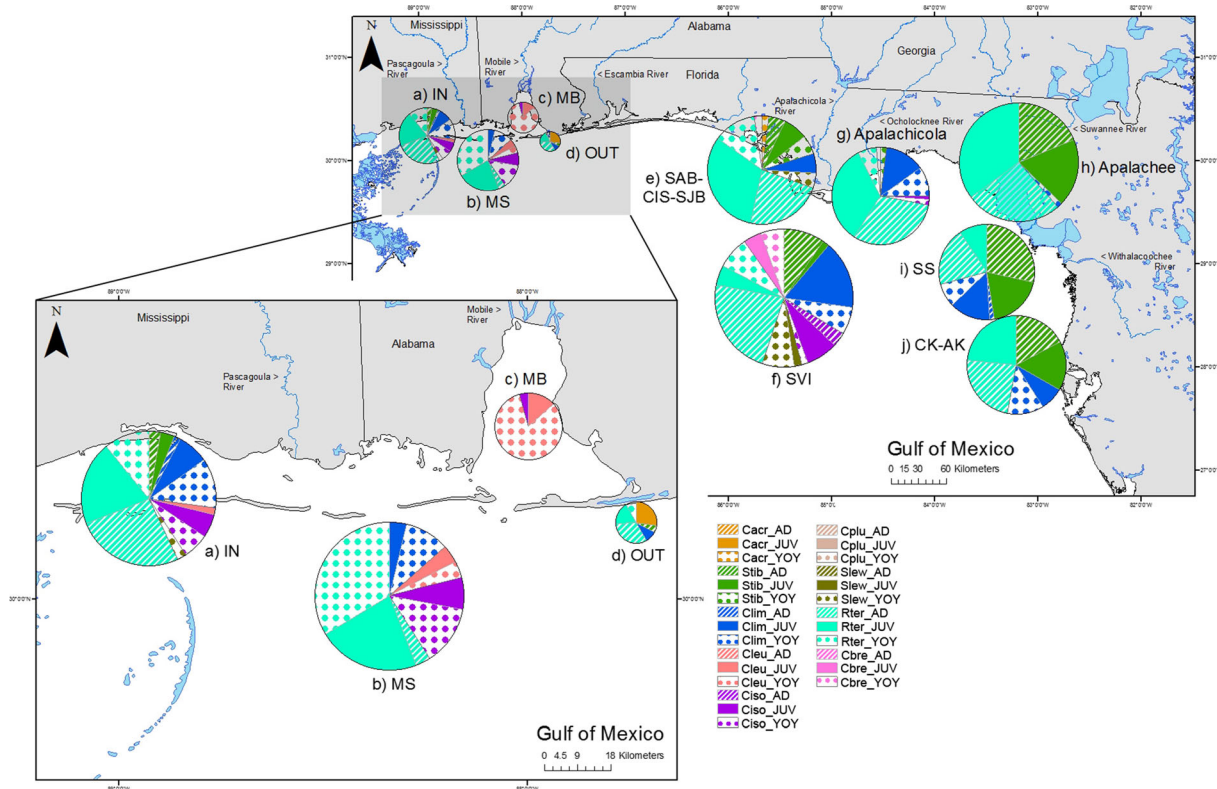 Mississippi
Alabama
N
Georgia
Florida
Pascagoula >
River
Mobile >
River
< Escambia River
Apalachicola >
River
< Ocholocknee River
< Suwannee River
< Withalacoochee
River
a) IN
b) MS
c) MB
d) OUT
e) SAB-
CIS-SJB
f) SVI
g) Apalachicola
h) Apalachee
i) SS
j) CK-AK
Gulf of Mexico
0 15 30 60 Kilometers
N
Mississippi
Alabama
Mobile >
River
Pascagoula >
River
c) MB
a) IN
d) OUT
b) MS
Gulf of Mexico
0 4.5 9 18 Kilometers
Cacr_AD
Cacr_JUV
Cacr_YOY
Stib_AD
Stib_JUV
Stib_YOY
Clim_AD
Clim_JUV
Clim_YOY
Cleu_AD
Cleu_JUV
Cleu_YOY
Ciso_AD
Ciso_JUV
Ciso_YOY
Cplu_AD
Cplu_JUV
Cplu_YOY
Slew_AD
Slew_JUV
Slew_YOY
Rter_AD
Rter_JUV
Rter_YOY
Cbre_AD
Cbre_JUV
Cbre_YOY